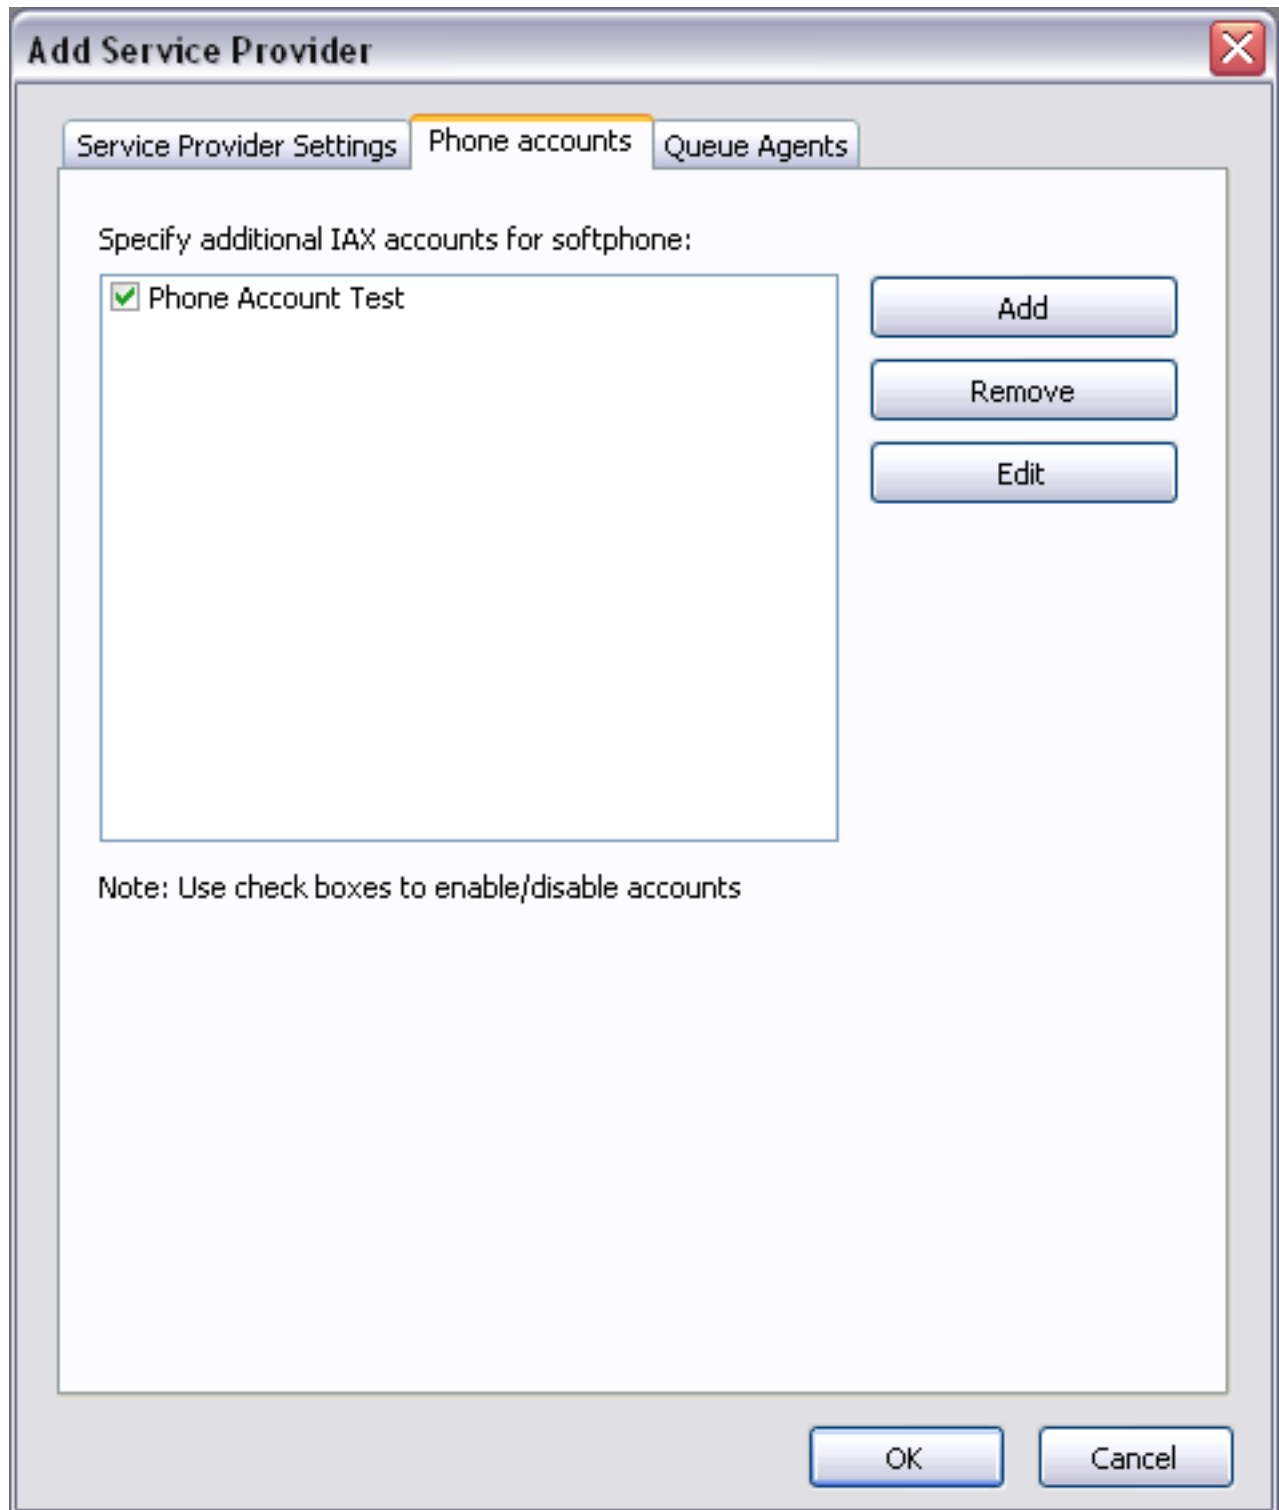 Add Service Provider
Service Provider Settings
Phone accounts
Queue Agents
Specify additional IAX accounts for softphone:
Phone Account Test
Add
Remove
Edit
Note: Use check boxes to enable/disable accounts
OK
Cancel